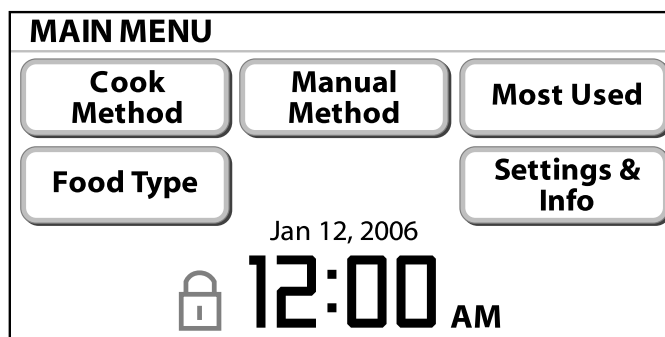 MAIN MENU
Cook
Method
Manual
Method
Most Used
Food Type
Settings &
Info
Jan 12, 2006
12:00 AM